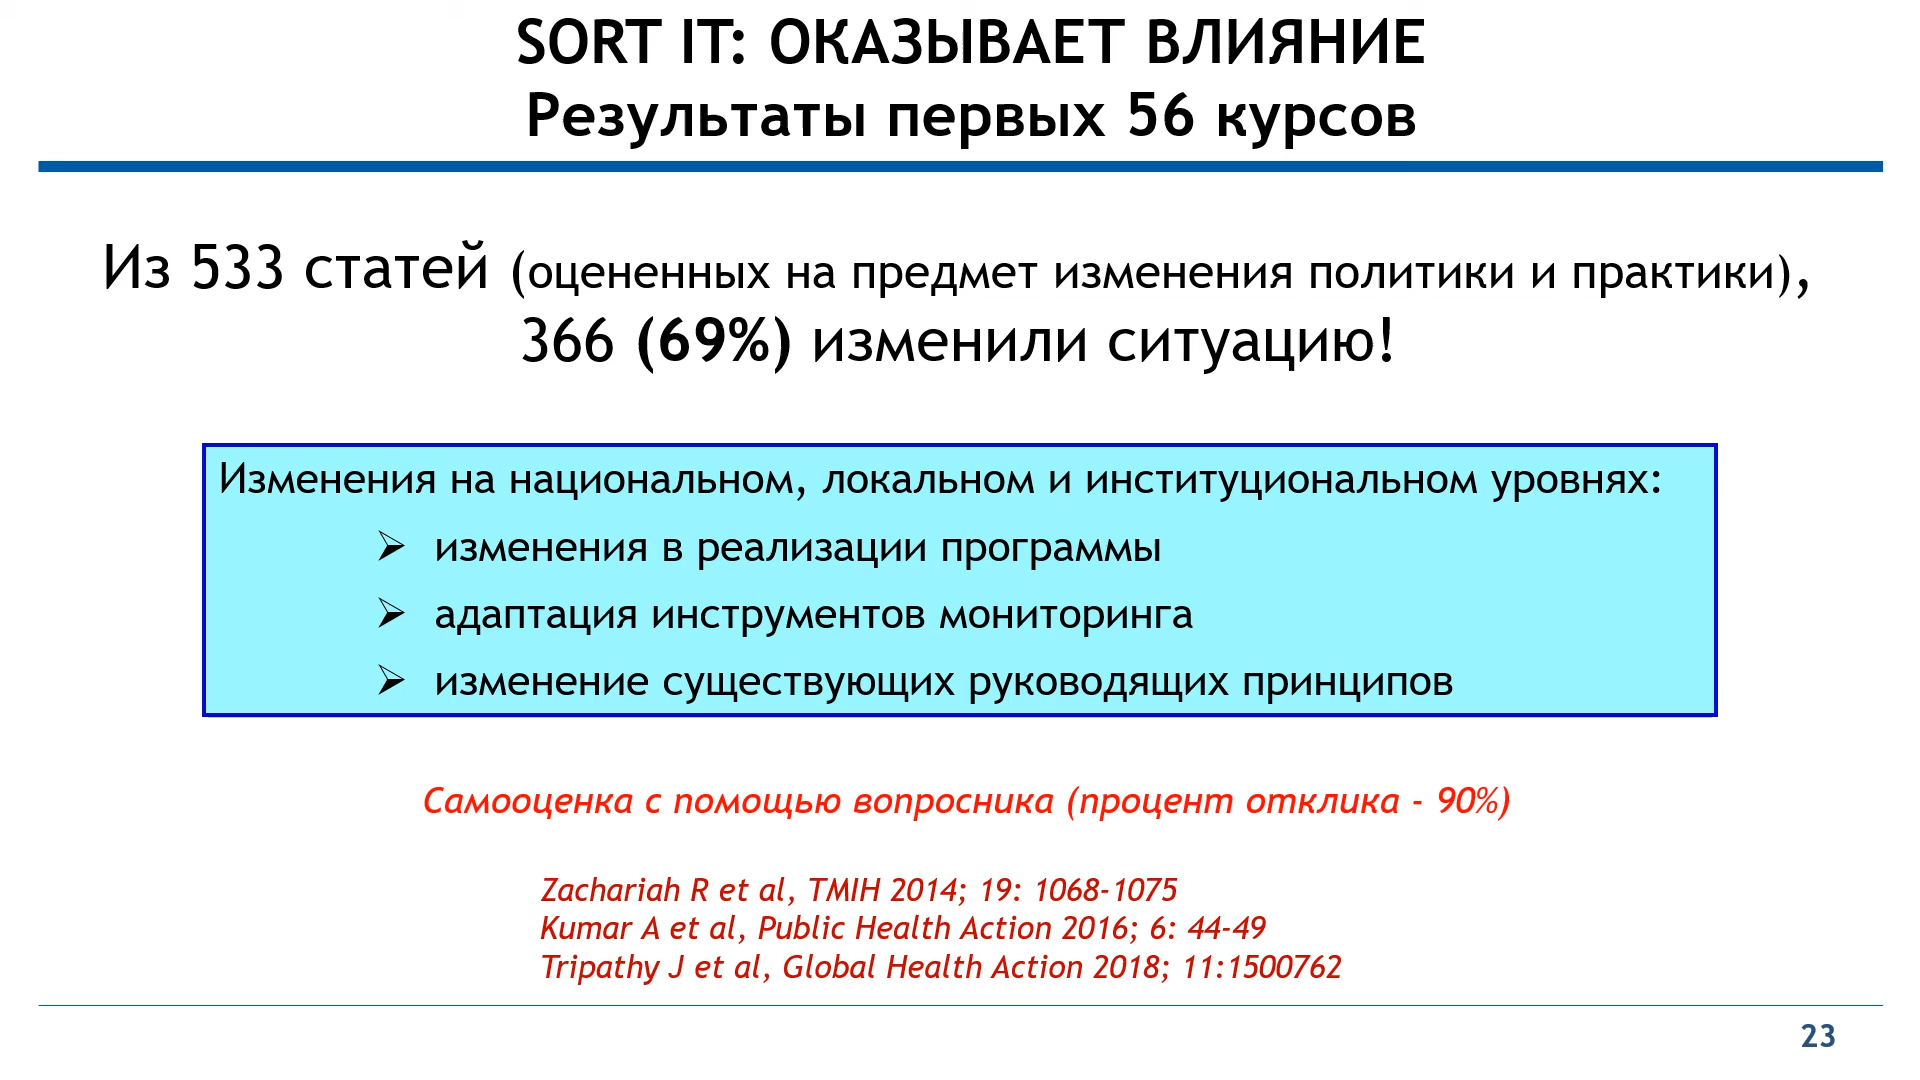 SORT IT: ОКАЗЫВАЕТ ВЛИЯНИЕ
Результаты первых 56 курсов
Из 533 статей (оцененных на предмет изменения политики и практики),
366 (69%) изменили ситуацию!
Изменения на национальном, локальном и институциональном уровнях:
➢ изменения в реализации программы
➢ адаптация инструментов мониторинга
➢ изменение существующих руководящих принципов
Самооценка с помощью вопросника (процент отклика - 90%)
Zachariah R et al, TMIH 2014; 19: 1068-1075
Kumar A et al, Public Health Action 2016; 6: 44-49
Tripathy J et al, Global Health Action 2018; 11:1500762
23